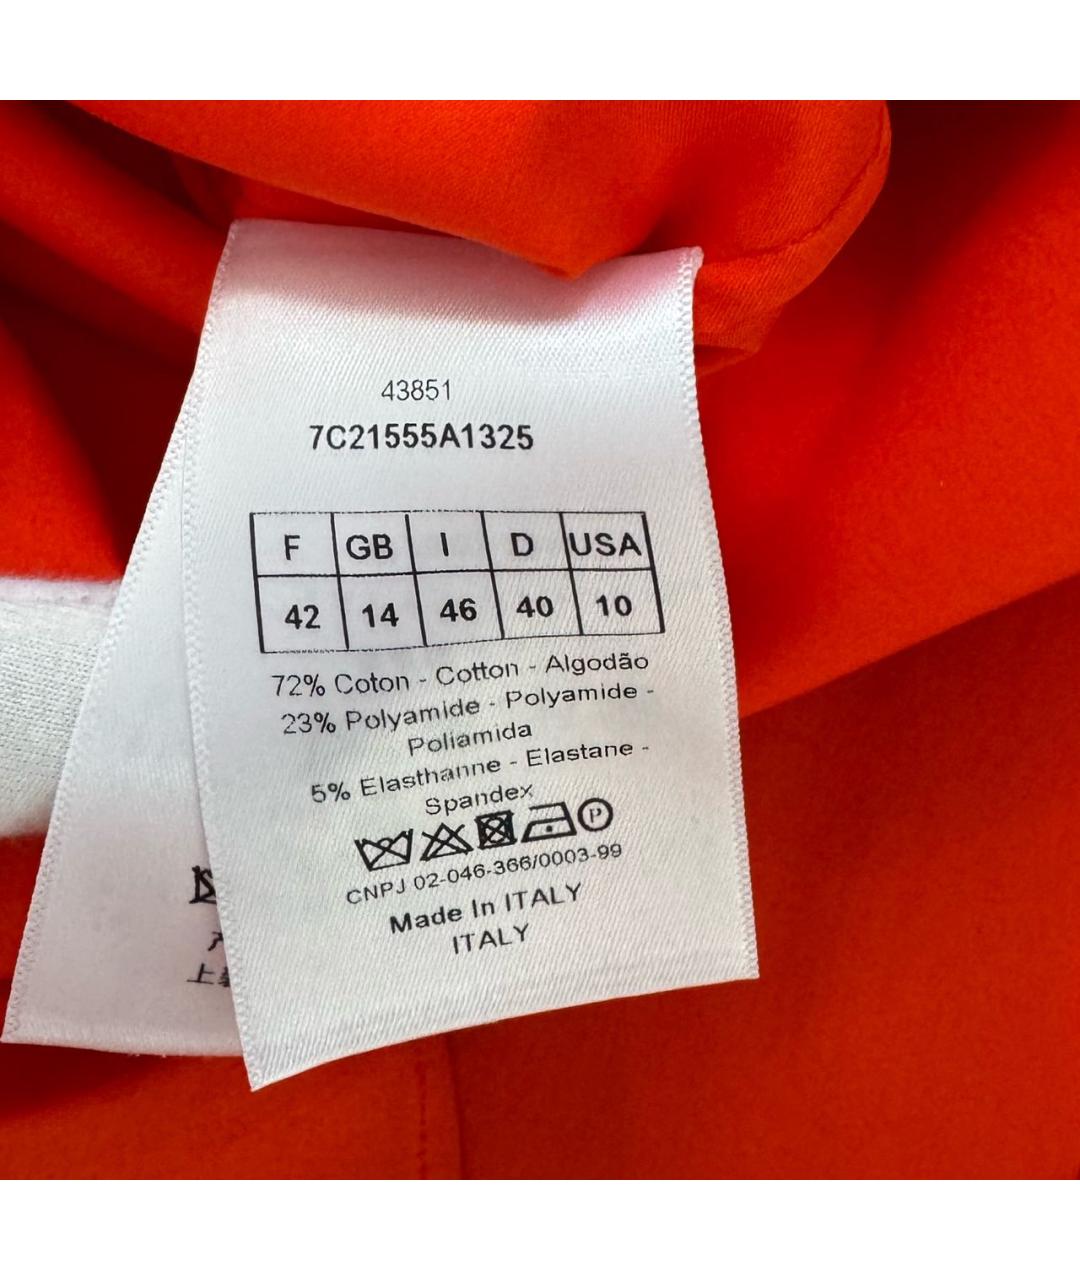 43851
7C21555A1325
F GB I D USA
42 14 46 40 10
72% Coton - Cotton - Algodão
23% Polyamide - Polyamide -
Poliamida
5% Elasthanne - Elastane -
Spandex
P
CNPJ 02-046-366/0003-99
Made In ITALY
ITALY
上